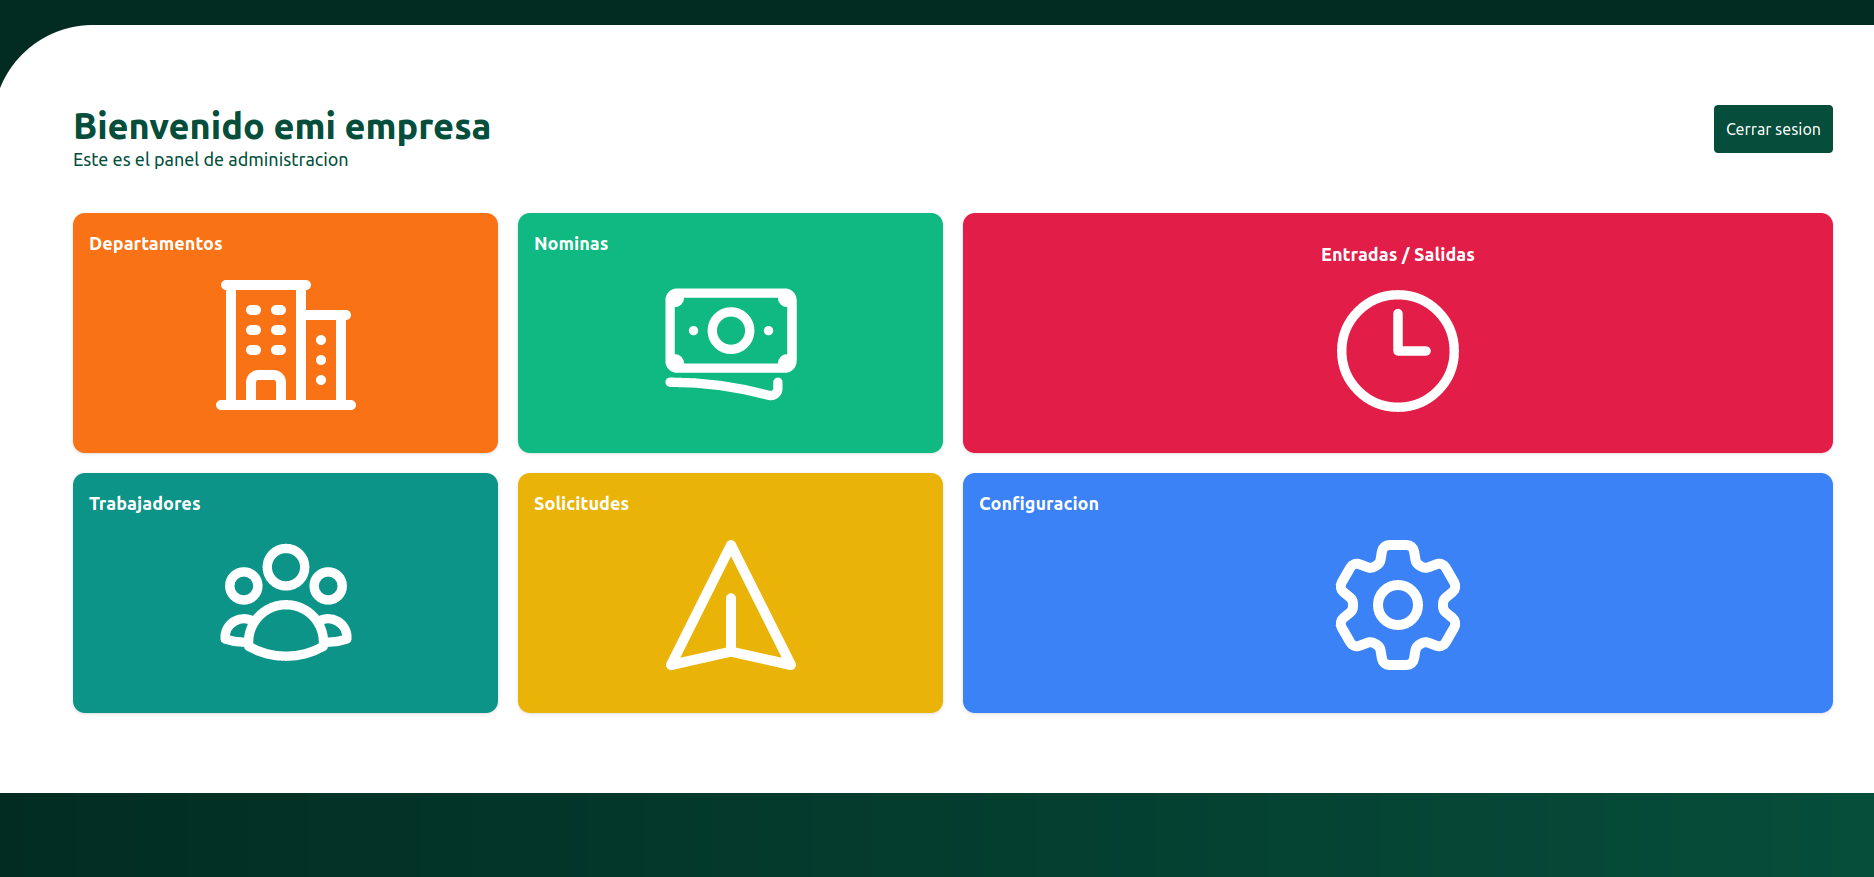 Bienvenido emi empresa
Este es el panel de administracion
Cerrar sesion
Departamentos
Nominas
Entradas / Salidas
Trabajadores
Solicitudes
Configuracion